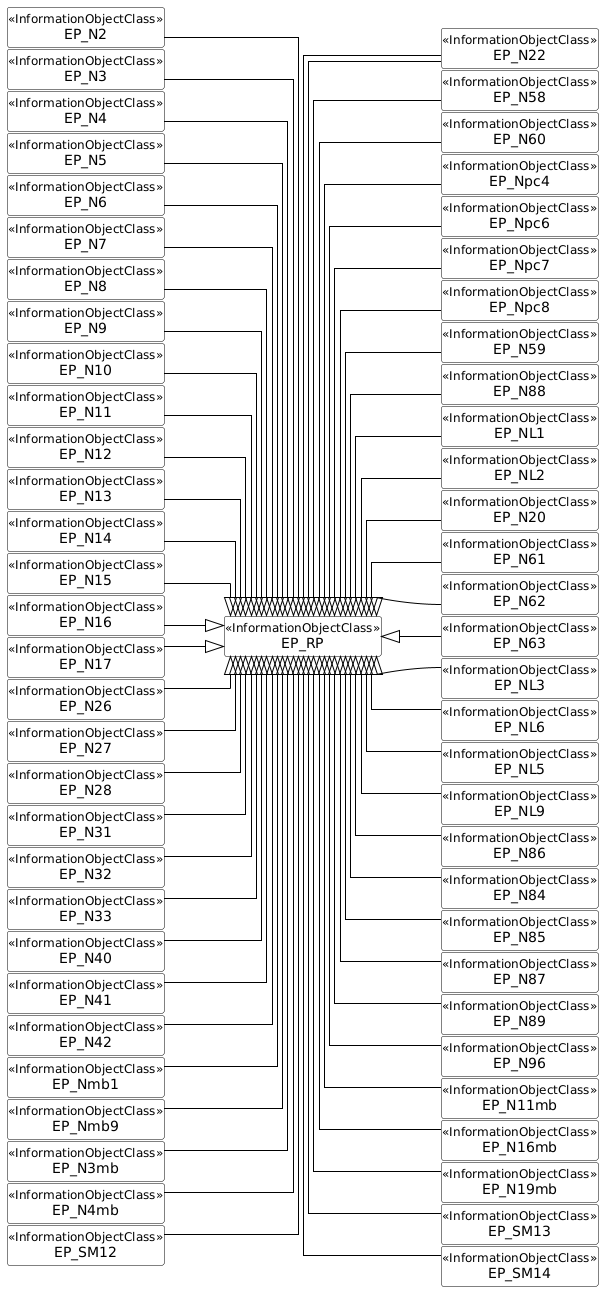 «InformationObjectClass»
EP_N2
«InformationObjectClass»
EP_N3
«InformationObjectClass»
EP_N4
«InformationObjectClass»
EP_N5
«InformationObjectClass»
EP_N6
«InformationObjectClass»
EP_N7
«InformationObjectClass»
EP_N8
«InformationObjectClass»
EP_N9
«InformationObjectClass»
EP_N10
«InformationObjectClass»
EP_N11
«InformationObjectClass»
EP_N12
«InformationObjectClass»
EP_N13
«InformationObjectClass»
EP_N14
«InformationObjectClass»
EP_N15
«InformationObjectClass»
EP_N16
«InformationObjectClass»
EP_N17
«InformationObjectClass»
EP_N26
«InformationObjectClass»
EP_N27
«InformationObjectClass»
EP_N28
«InformationObjectClass»
EP_N31
«InformationObjectClass»
EP_N32
«InformationObjectClass»
EP_N33
«InformationObjectClass»
EP_N40
«InformationObjectClass»
EP_N41
«InformationObjectClass»
EP_N42
«InformationObjectClass»
EP_Nmb1
«InformationObjectClass»
EP_Nmb9
«InformationObjectClass»
EP_N3mb
«InformationObjectClass»
EP_N4mb
«InformationObjectClass»
EP_SM12
«InformationObjectClass»
EP_RP
«InformationObjectClass»
EP_N22
«InformationObjectClass»
EP_N58
«InformationObjectClass»
EP_N60
«InformationObjectClass»
EP_Npc4
«InformationObjectClass»
EP_Npc6
«InformationObjectClass»
EP_Npc7
«InformationObjectClass»
EP_Npc8
«InformationObjectClass»
EP_N59
«InformationObjectClass»
EP_N88
«InformationObjectClass»
EP_NL1
«InformationObjectClass»
EP_NL2
«InformationObjectClass»
EP_N20
«InformationObjectClass»
EP_N61
«InformationObjectClass»
EP_N62
«InformationObjectClass»
EP_N63
«InformationObjectClass»
EP_NL3
«InformationObjectClass»
EP_NL6
«InformationObjectClass»
EP_NL5
«InformationObjectClass»
EP_NL9
«InformationObjectClass»
EP_N86
«InformationObjectClass»
EP_N84
«InformationObjectClass»
EP_N85
«InformationObjectClass»
EP_N87
«InformationObjectClass»
EP_N89
«InformationObjectClass»
EP_N96
«InformationObjectClass»
EP_N11mb
«InformationObjectClass»
EP_N16mb
«InformationObjectClass»
EP_N19mb
«InformationObjectClass»
EP_SM13
«InformationObjectClass»
EP_SM14